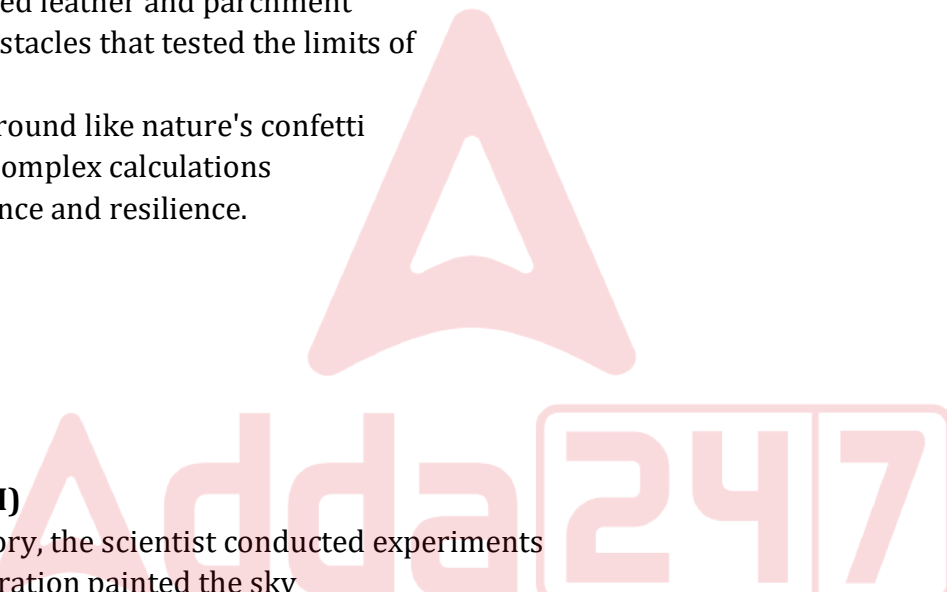 ed leather and parchment
stacles that tested the limits of
round like nature's confetti
omplex calculations
nce and resilience.
I)
ory, the scientist conducted experiments
ration painted the sky
Adda247